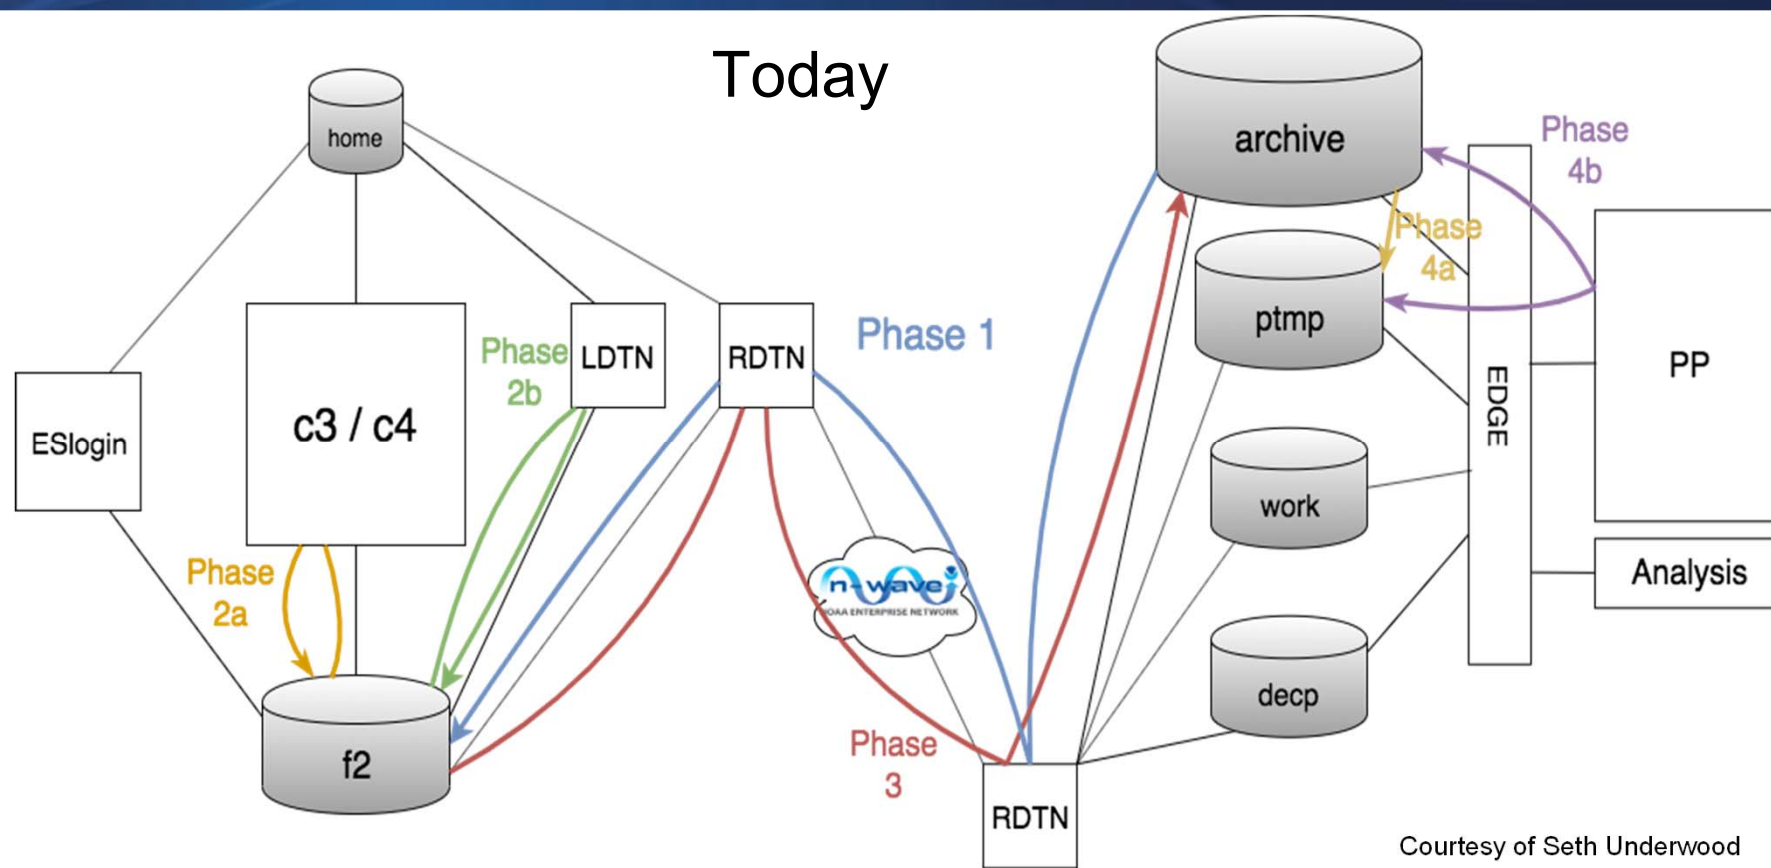 Today
home
archive
Phase
4b
Phase
4a
ptmp
Phase 1
Phase
2b
LDTN
RDTN
PP
EDGE
c3 / c4
ESlogin
work
Phase
2a
n-wave
NOAA ENTERPRISE NETWORK
Analysis
decp
f2
Phase
3
RDTN
Courtesy of Seth Underwood